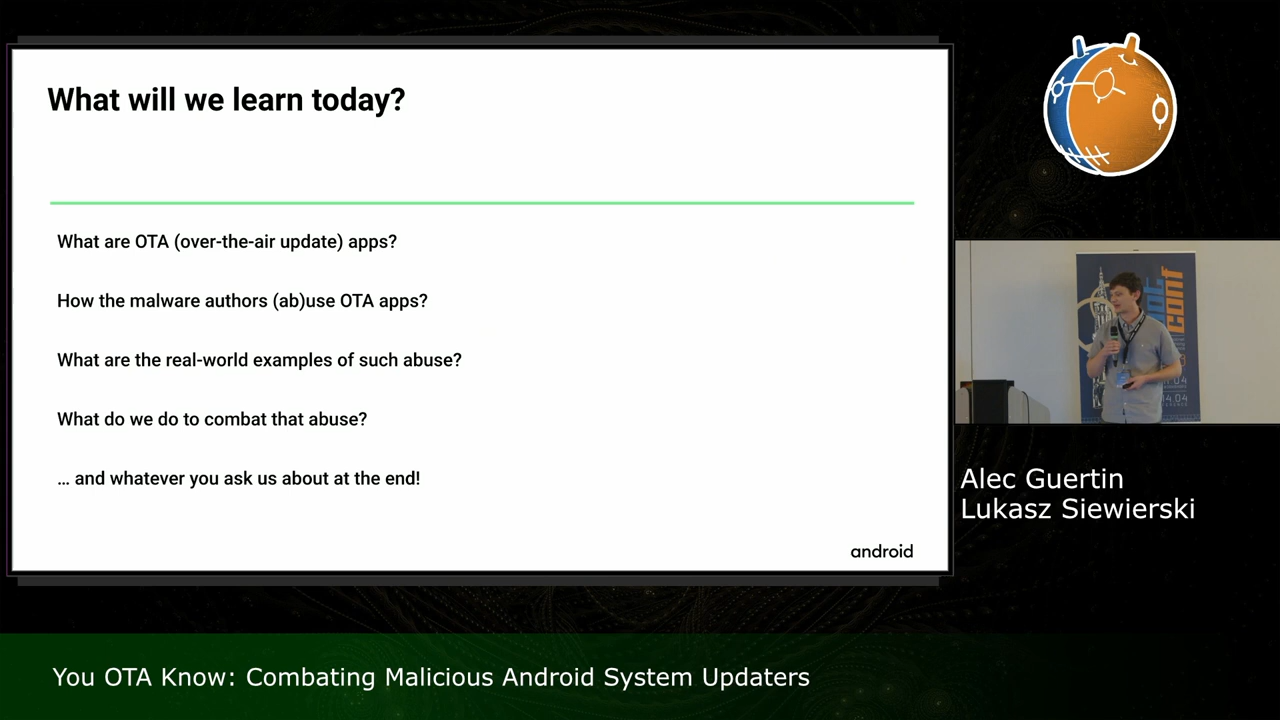 What will we learn today?
What are OTA (over-the-air update) apps?
How the malware authors (ab)use OTA apps?
What are the real-world examples of such abuse?
What do we do to combat that abuse?
… and whatever you ask us about at the end!
android
conf
14.04
Alec Guertin
Lukasz Siewierski
You OTA Know: Combating Malicious Android System Updaters